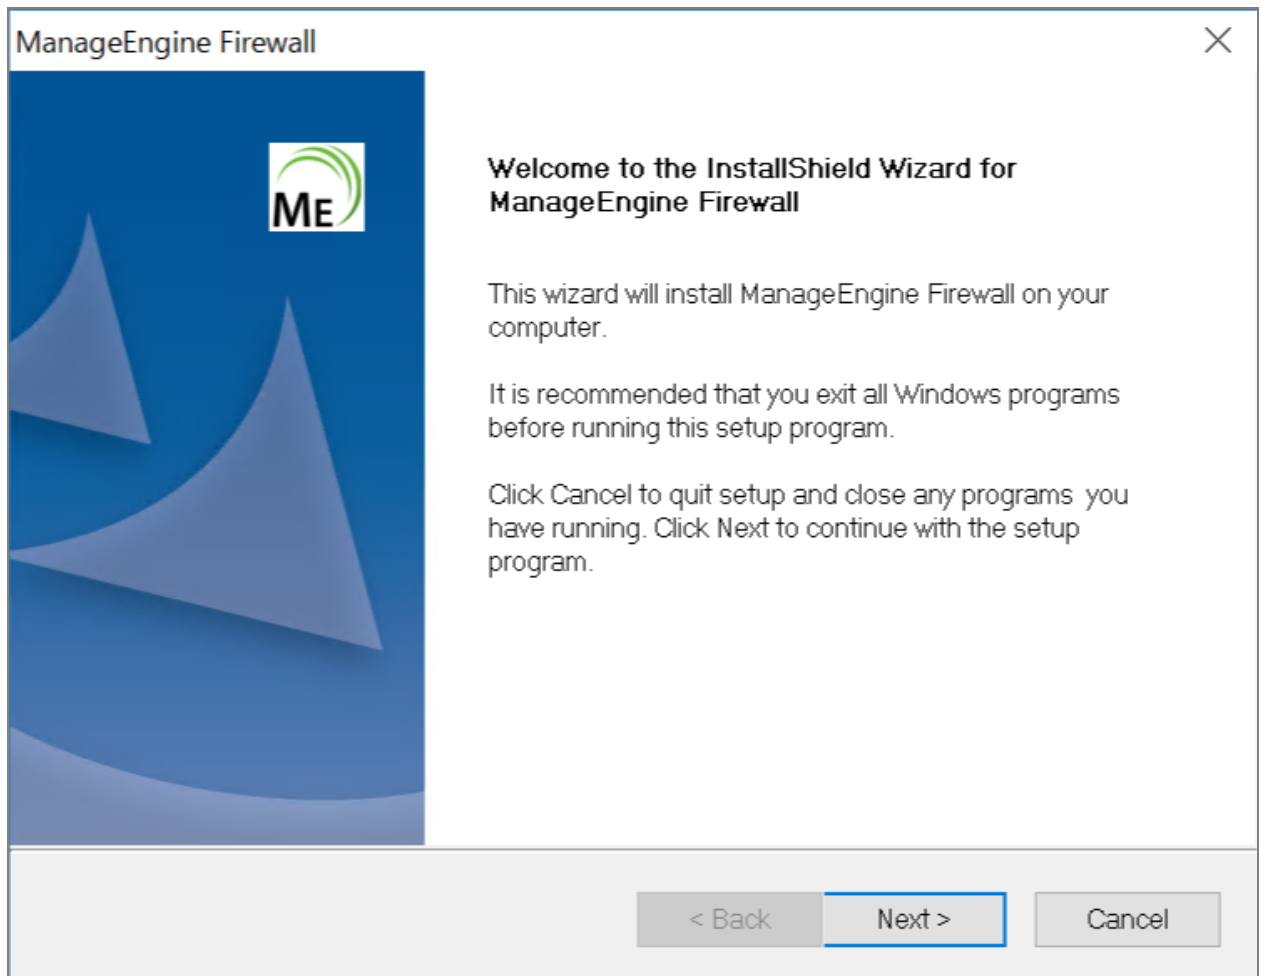 ManageEngine Firewall
ME
Welcome to the InstallShield Wizard for
ManageEngine Firewall
This wizard will install ManageEngine Firewall on your
computer.
It is recommended that you exit all Windows programs
before running this setup program.
Click Cancel to quit setup and close any programs  you
have running. Click Next to continue with the setup
program.
< Back Next > Cancel